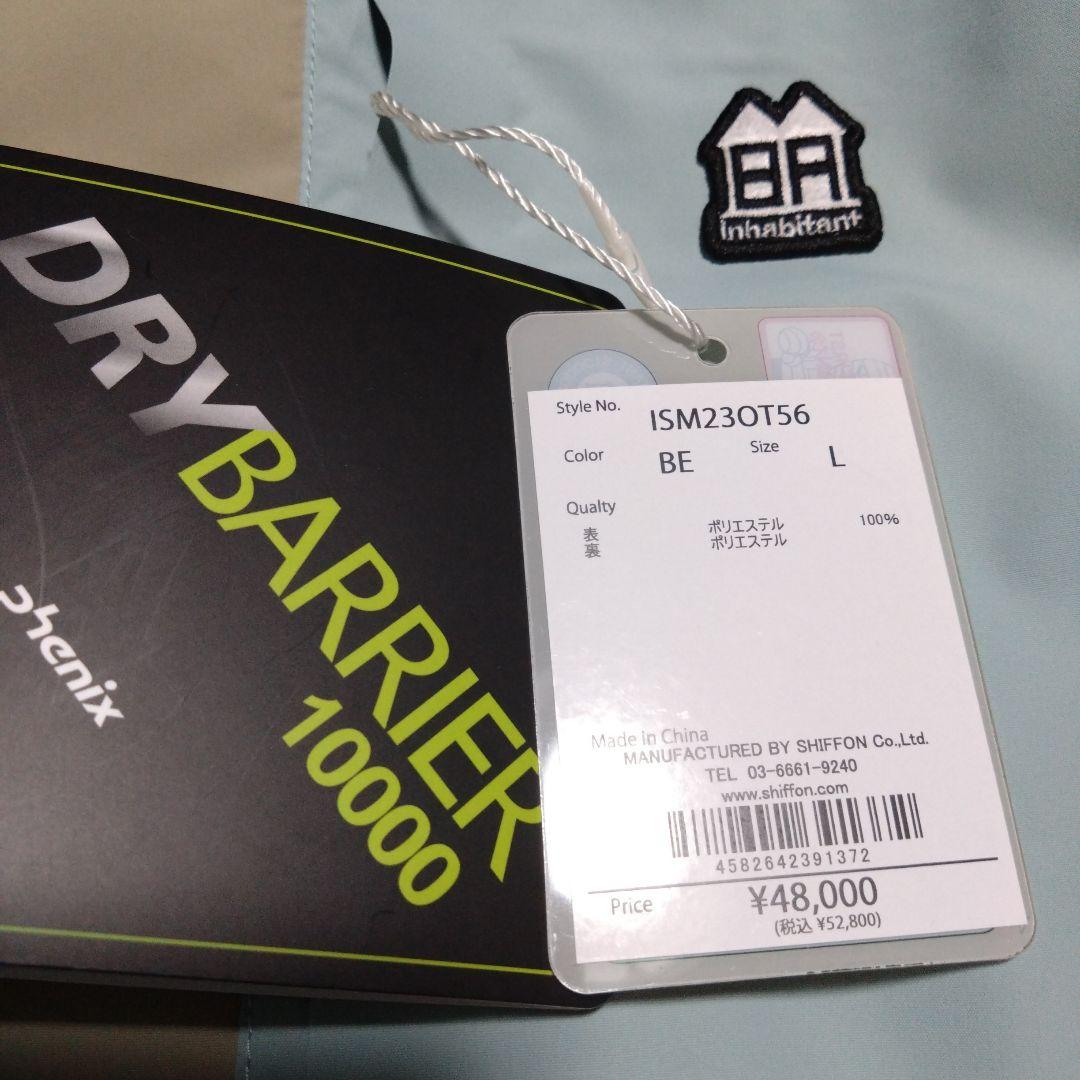 BA
inhabitant
DRY
BARRIER
10000
phenix
Style No. ISM23OT56
Color BE Size L
Qualty
表 ポリエステル 100%
裏 ポリエステル
Made in China
MANUFACTURED BY SHIFFON Co.,Ltd.
TEL 03-6661-9240
www.shiffon.com
4582642391372
Price ¥48,000
(税込 ¥52,800)